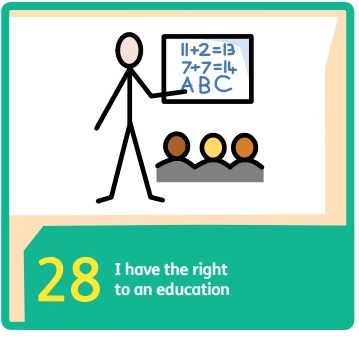 11+2=13
7+7=14
ABC
28
I have the right
to an education